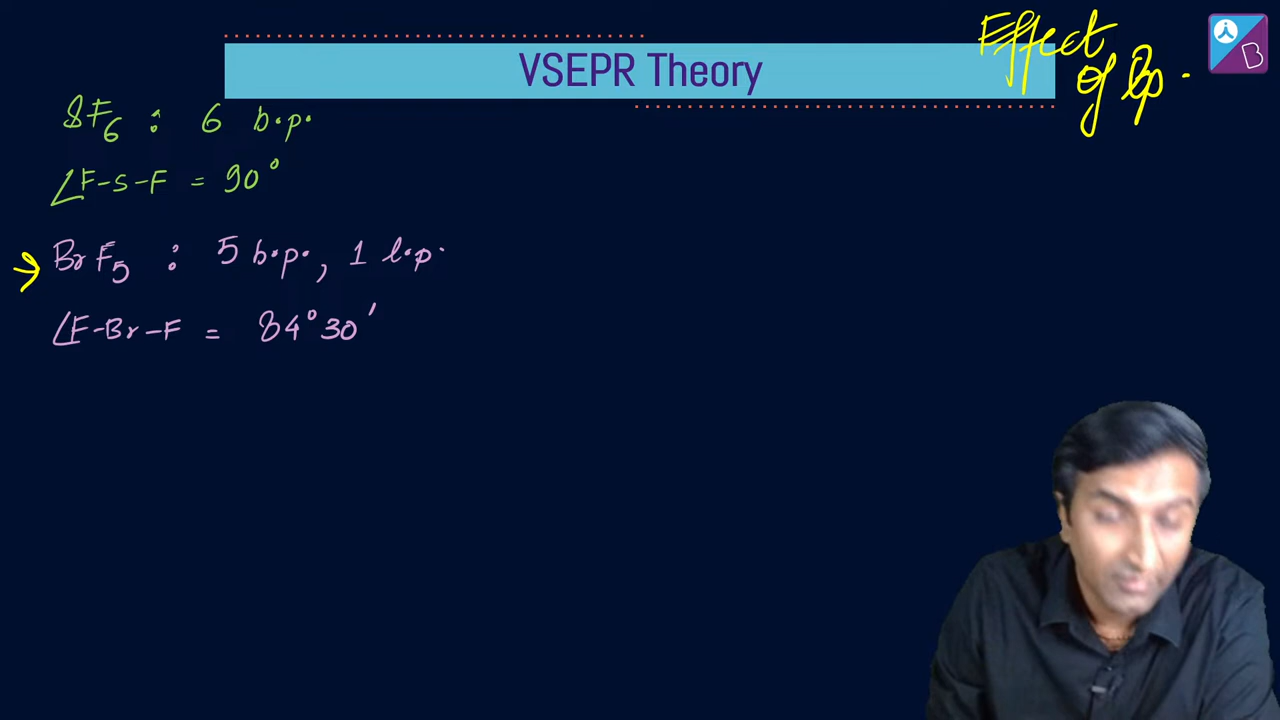 VSEPR Theory
Effect
of lp.
SF6 : 6 b.p.
∠F-S-F = 90°
→ BrF5 : 5 b.p., 1 l.p.
∠F-Br-F = 84°30'
B